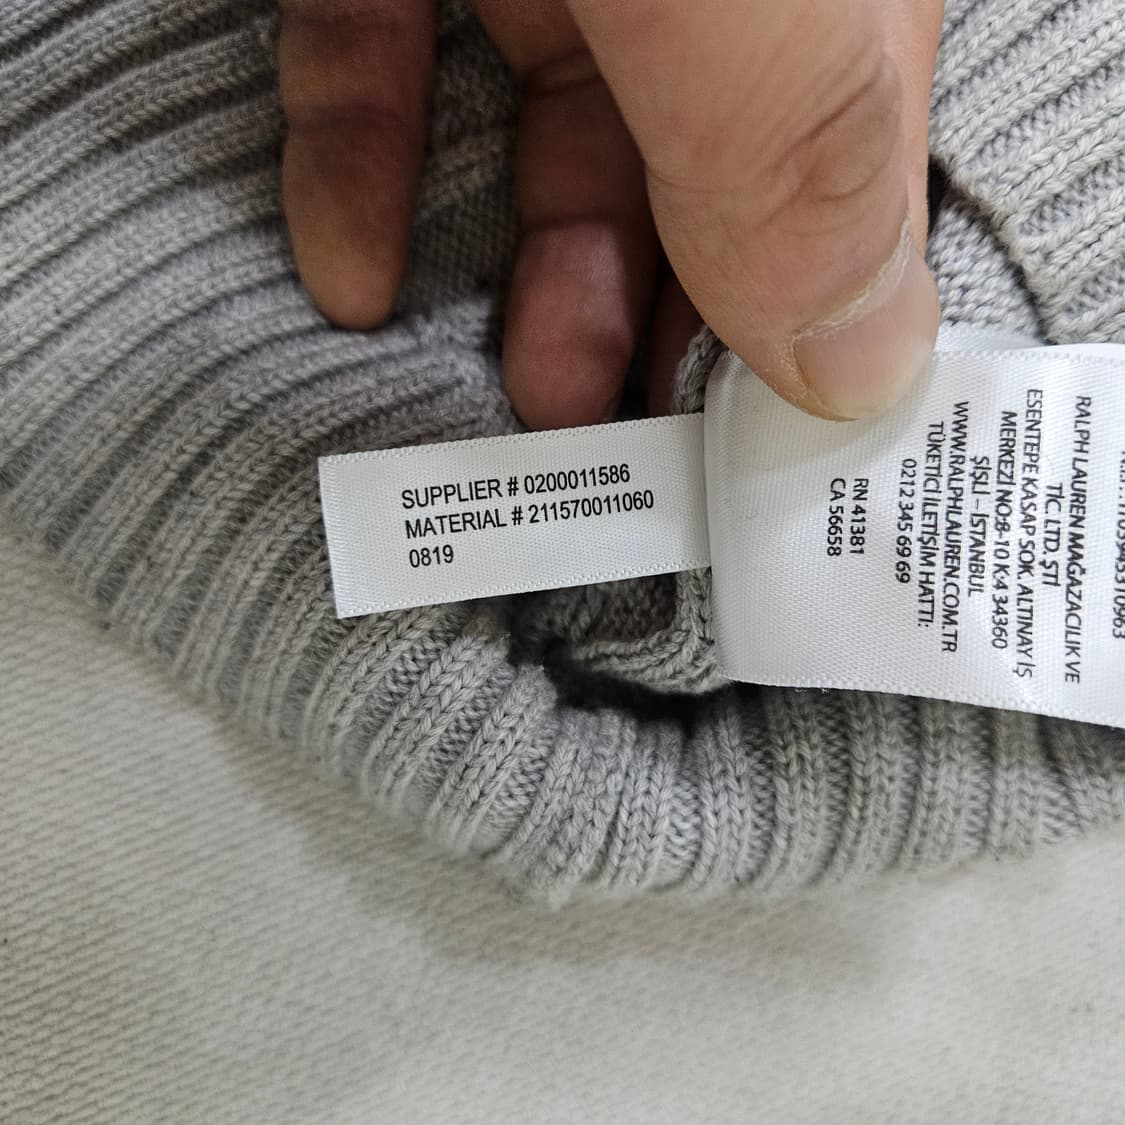 SUPPLIER # 0200011586
MATERIAL # 211570011060
0819
RALPH LAUREN MAĞAZACILIK VE
TİC. LTD. ŞTİ
ESENTEPE KASAP SOK. ALTINAY İŞ
MERKEZİ NO:8-10 K:4 34360
ŞİŞLİ – İSTANBUL
WWW.RALPHLAUREN.COM.TR
TÜKETİCİ İLETİŞİM HATTI:
0212 345 69 69
RN 41381
CA 56658